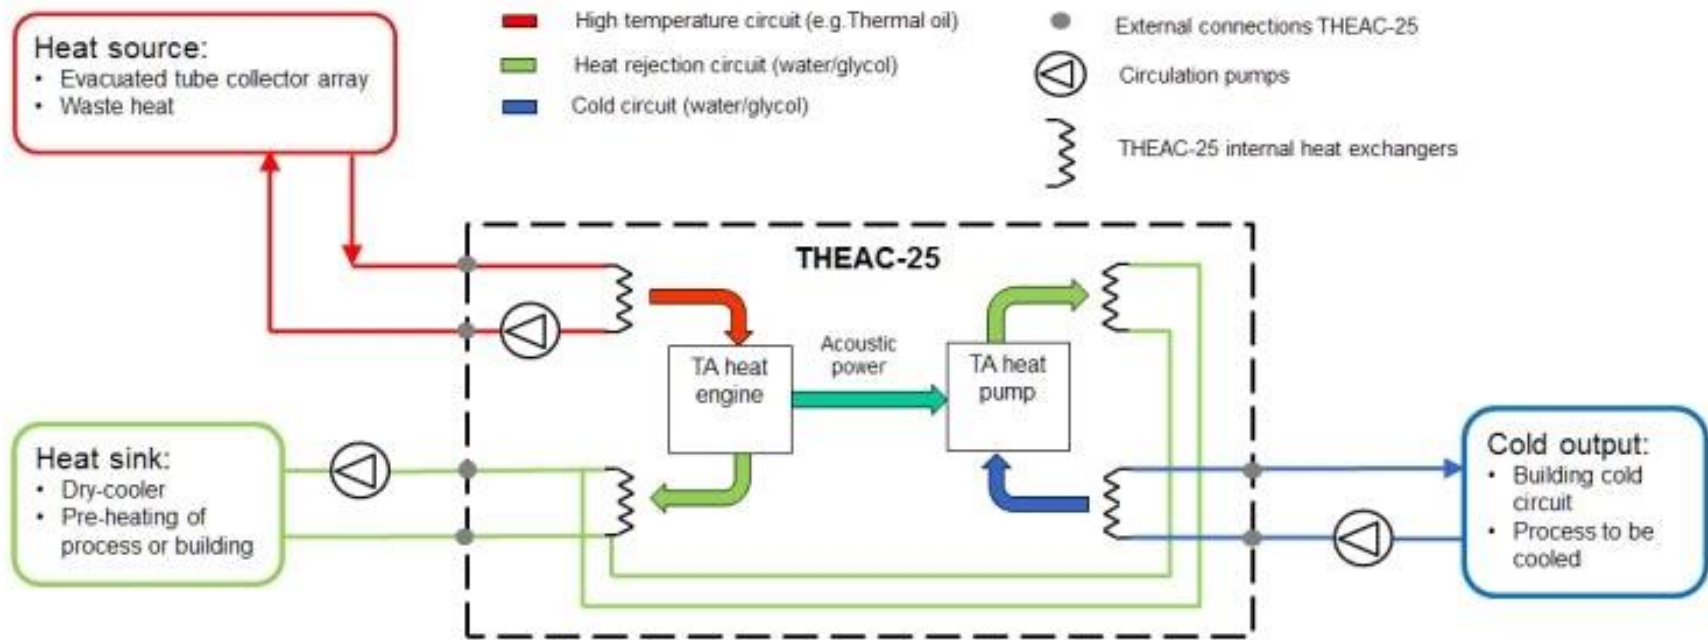 Heat source:
• Evacuated tube collector array
• Waste heat
High temperature circuit (e.g.Thermal oil)
Heat rejection circuit (water/glycol)
Cold circuit (water/glycol)
External connections THEAC-25
Circulation pumps
THEAC-25 internal heat exchangers
THEAC-25
TA heat
engine
Acoustic
power
TA heat
pump
Heat sink:
• Dry-cooler
• Pre-heating of
process or building
Cold output:
• Building cold
circuit
• Process to be
cooled